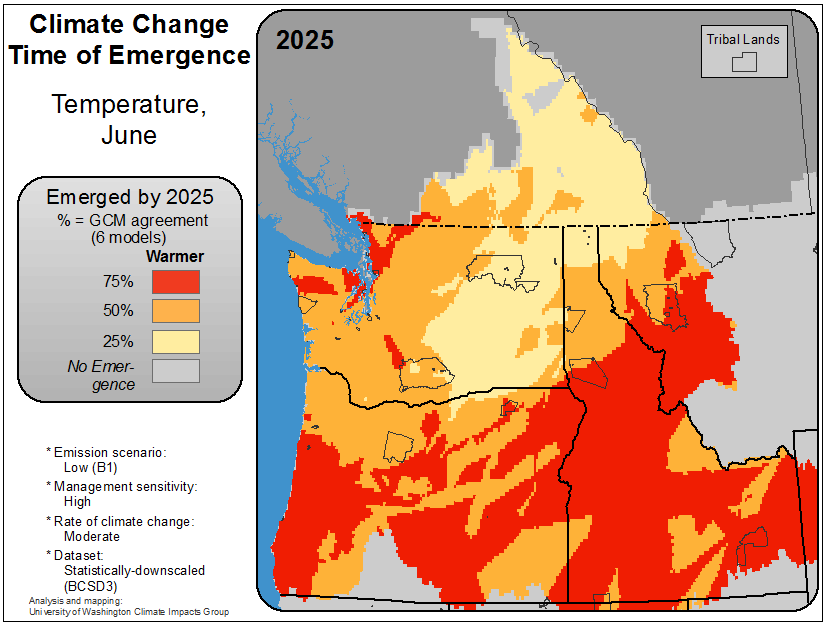 Climate Change
Time of Emergence
Temperature,
June
Emerged by 2025
% = GCM agreement
(6 models)
Warmer
75%
50%
25%
No Emer-
gence
* Emission scenario:
Low (B1)
* Management sensitivity:
High
* Rate of climate change:
Moderate
* Dataset:
Statistically-downscaled
(BCSD3)
Analysis and mapping:
University of Washington Climate Impacts Group
2025
Tribal Lands